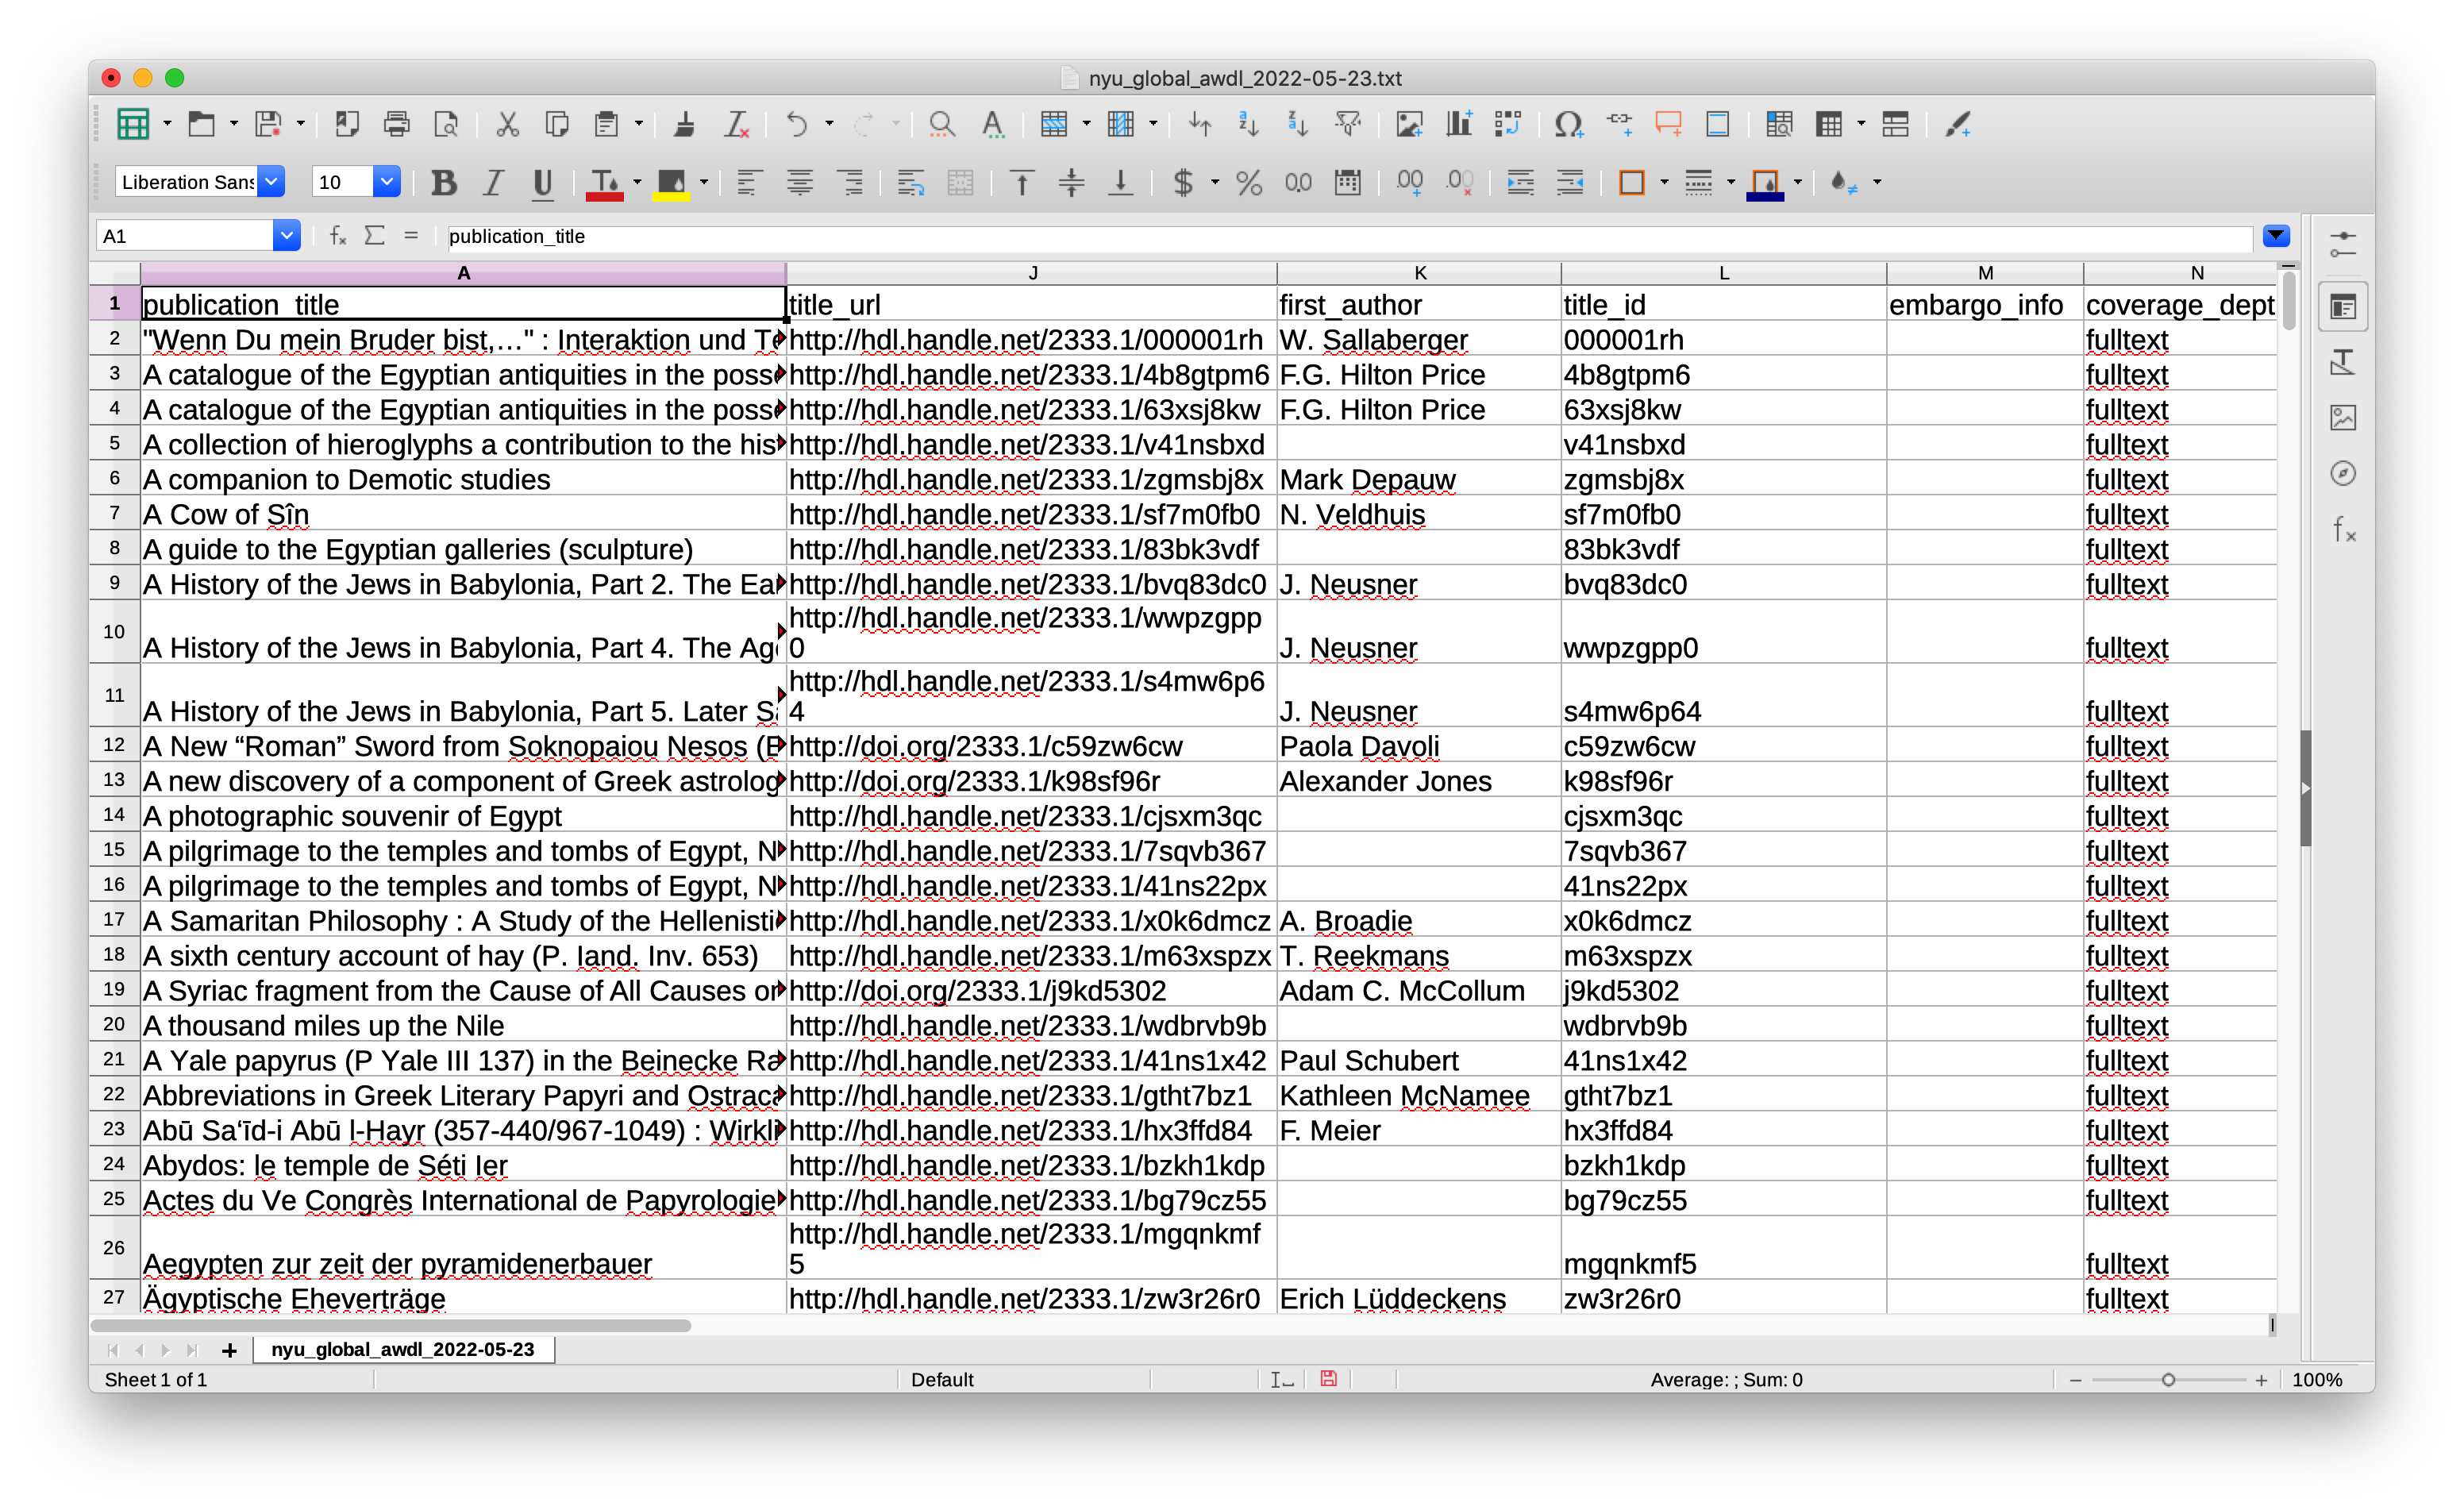 nyu_global_awdl_2022-05-23.txt
Liberation Sans 10
A1 publication_title
A J K L M N
1 publication_title title_url first_author title_id embargo_info coverage_dept
2 "Wenn Du mein Bruder bist,…" : Interaktion und Te http://hdl.handle.net/2333.1/000001rh W. Sallaberger 000001rh fulltext
3 A catalogue of the Egyptian antiquities in the posse http://hdl.handle.net/2333.1/4b8gtpm6 F.G. Hilton Price 4b8gtpm6 fulltext
4 A catalogue of the Egyptian antiquities in the posse http://hdl.handle.net/2333.1/63xsj8kw F.G. Hilton Price 63xsj8kw fulltext
5 A collection of hieroglyphs a contribution to the his http://hdl.handle.net/2333.1/v41nsbxd v41nsbxd fulltext
6 A companion to Demotic studies http://hdl.handle.net/2333.1/zgmsbj8x Mark Depauw zgmsbj8x fulltext
7 A Cow of Sîn http://hdl.handle.net/2333.1/sf7m0fb0 N. Veldhuis sf7m0fb0 fulltext
8 A guide to the Egyptian galleries (sculpture) http://hdl.handle.net/2333.1/83bk3vdf 83bk3vdf fulltext
9 A History of the Jews in Babylonia, Part 2. The Ear http://hdl.handle.net/2333.1/bvq83dc0 J. Neusner bvq83dc0 fulltext
http://hdl.handle.net/2333.1/wwpzgpp
10 A History of the Jews in Babylonia, Part 4. The Age 0 J. Neusner wwpzgpp0 fulltext
http://hdl.handle.net/2333.1/s4mw6p6
11 A History of the Jews in Babylonia, Part 5. Later Sa 4 J. Neusner s4mw6p64 fulltext
12 A New “Roman” Sword from Soknopaiou Nesos (E http://doi.org/2333.1/c59zw6cw Paola Davoli c59zw6cw fulltext
13 A new discovery of a component of Greek astrolog http://doi.org/2333.1/k98sf96r Alexander Jones k98sf96r fulltext
14 A photographic souvenir of Egypt http://hdl.handle.net/2333.1/cjsxm3qc cjsxm3qc fulltext
15 A pilgrimage to the temples and tombs of Egypt, N http://hdl.handle.net/2333.1/7sqvb367 7sqvb367 fulltext
16 A pilgrimage to the temples and tombs of Egypt, N http://hdl.handle.net/2333.1/41ns22px 41ns22px fulltext
17 A Samaritan Philosophy : A Study of the Hellenisti http://hdl.handle.net/2333.1/x0k6dmcz A. Broadie x0k6dmcz fulltext
18 A sixth century account of hay (P. Iand. Inv. 653) http://hdl.handle.net/2333.1/m63xspzx T. Reekmans m63xspzx fulltext
19 A Syriac fragment from the Cause of All Causes or http://doi.org/2333.1/j9kd5302 Adam C. McCollum j9kd5302 fulltext
20 A thousand miles up the Nile http://hdl.handle.net/2333.1/wdbrvb9b wdbrvb9b fulltext
21 A Yale papyrus (P Yale III 137) in the Beinecke Ra http://hdl.handle.net/2333.1/41ns1x42 Paul Schubert 41ns1x42 fulltext
22 Abbreviations in Greek Literary Papyri and Ostraca http://hdl.handle.net/2333.1/gtht7bz1 Kathleen McNamee gtht7bz1 fulltext
23 Abū Saʻīd-i Abū l-Hayr (357-440/967-1049) : Wirkli http://hdl.handle.net/2333.1/hx3ffd84 F. Meier hx3ffd84 fulltext
24 Abydos: le temple de Séti Ier http://hdl.handle.net/2333.1/bzkh1kdp bzkh1kdp fulltext
25 Actes du Ve Congrès International de Papyrologie http://hdl.handle.net/2333.1/bg79cz55 bg79cz55 fulltext
http://hdl.handle.net/2333.1/mgqnkmf
26 Aegypten zur zeit der pyramidenerbauer 5 mgqnkmf5 fulltext
27 Ägyptische Eheverträge http://hdl.handle.net/2333.1/zw3r26r0 Erich Lüddeckens zw3r26r0 fulltext
nyu_global_awdl_2022-05-23
Sheet 1 of 1 Default Average: ; Sum: 0 100%